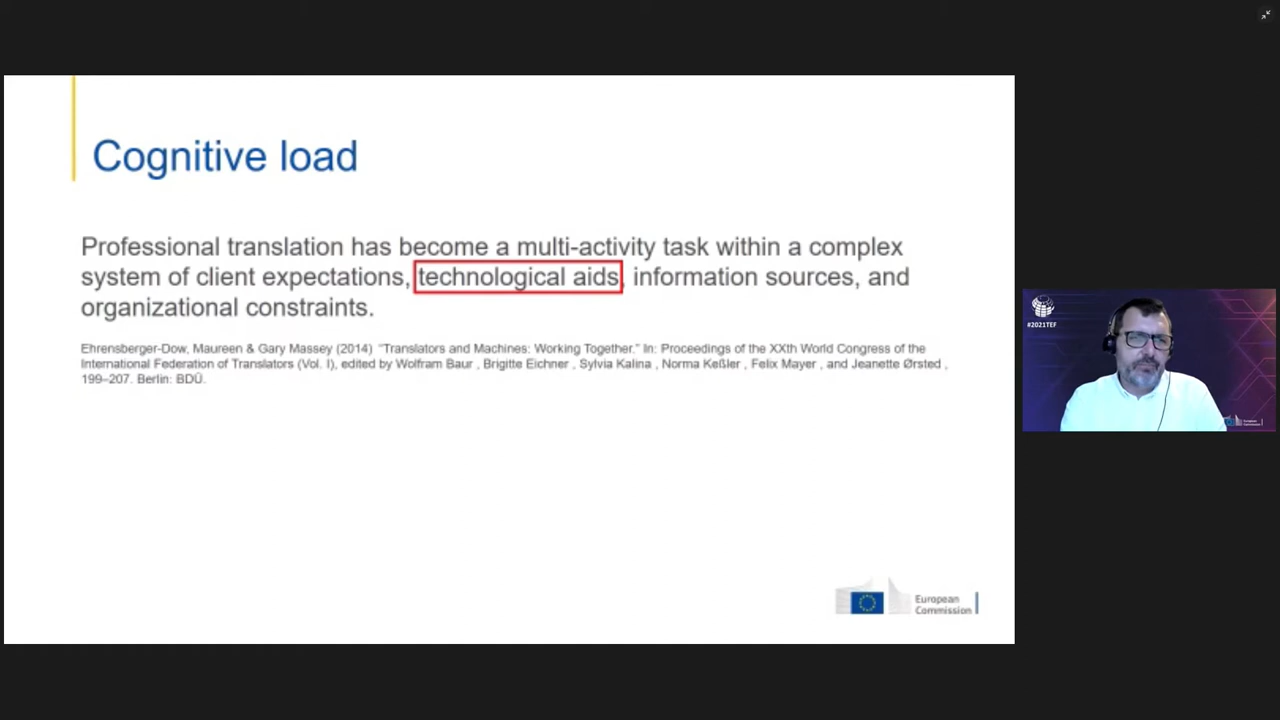 Cognitive load
Professional translation has become a multi-activity task within a complex
system of client expectations, technological aids, information sources, and
organizational constraints.
Ehrensberger-Dow, Maureen & Gary Massey (2014) "Translators and Machines: Working Together." In: Proceedings of the XXth World Congress of the
International Federation of Translators (Vol. I), edited by Wolfram Baur , Brigitte Eichner , Sylvia Kalina , Norma Keßler , Felix Mayer , and Jeanette Ørsted ,
199–207. Berlin: BDÜ.
European
Commission
#2021TEF
European
Commission